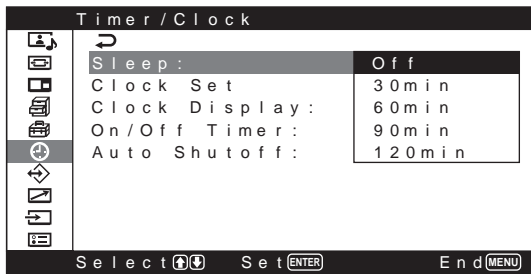 Timer/Clock
Sleep: Off
Clock Set 30min
Clock Display: 60min
On/Off Timer: 90min
Auto Shutoff: 120min
Select Set ENTER End MENU